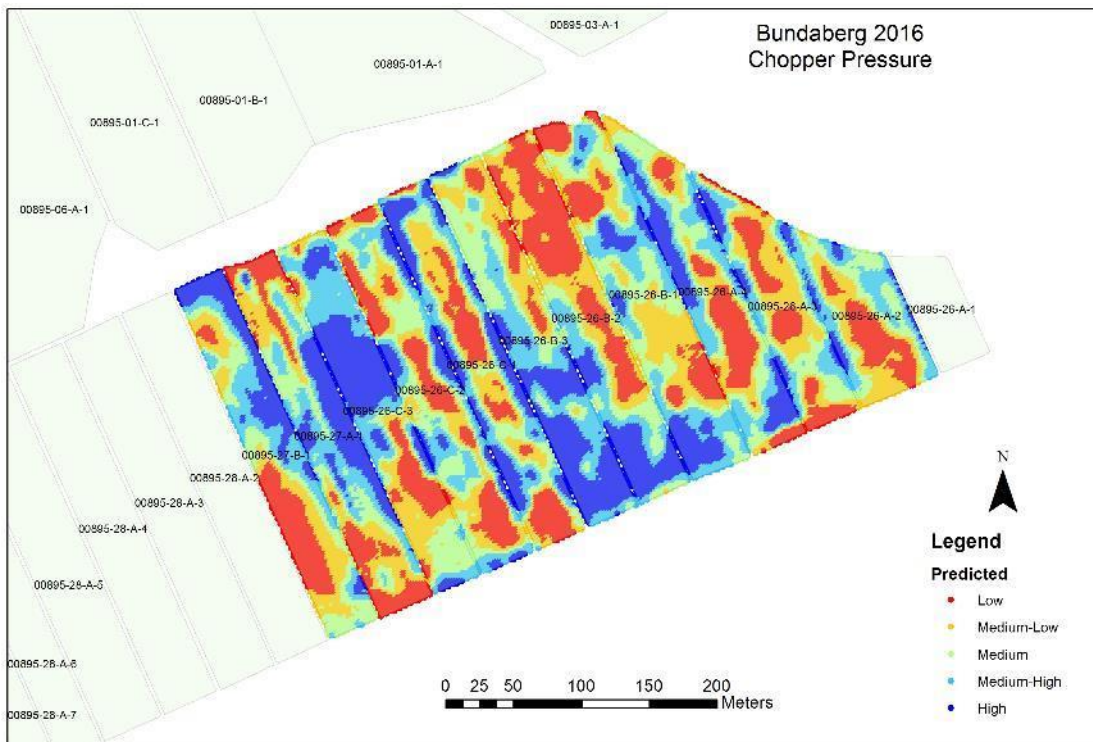 00895-03-A-1
Bundaberg 2016
Chopper Pressure
00895-01-A-1
00895-01-B-1
00895-01-C-1
00895-06-A-1
00895-26-B-1
00895-26-A-4
00895-26-A-3
00895-26-A-2
00895-26-A-1
00895-26-B-2
00895-26-B-3
00895-26-C-1
00895-26-C-2
00895-26-C-3
00895-27-A-1
00895-27-B-1
00895-28-A-2
00895-28-A-3
00895-28-A-4
00895-28-A-5
00895-28-A-6
00895-28-A-7
N
Legend
Predicted
Low
Medium-Low
Medium
Medium-High
High
0 25 50 100 150 200
Meters